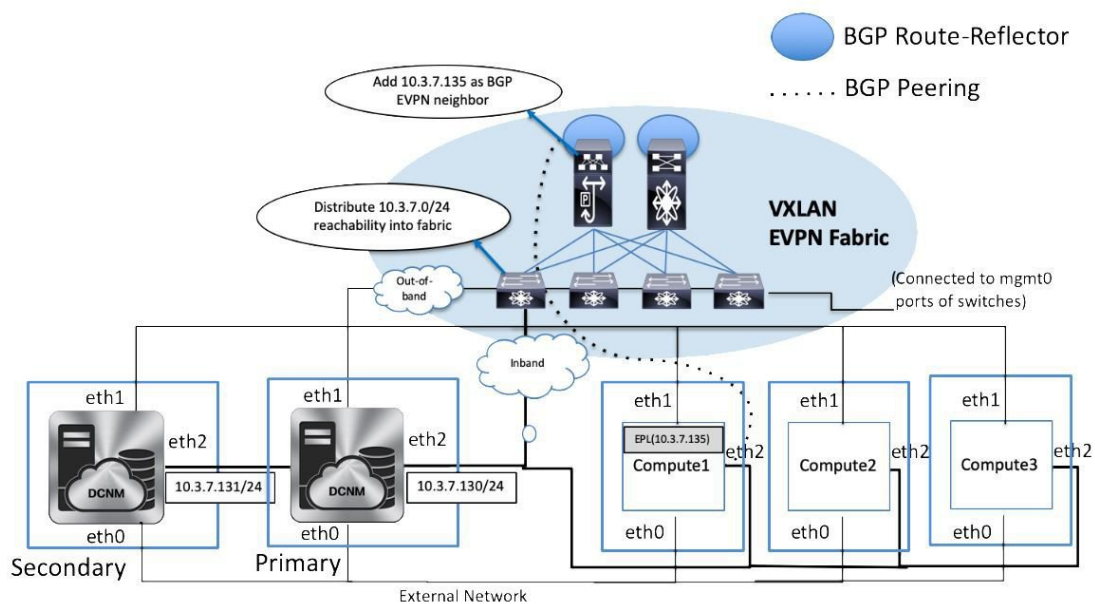 BGP Route-Reflector
BGP Peering
Add 10.3.7.135 as BGP
EVPN neighbor
Distribute 10.3.7.0/24
reachability into fabric
P
VXLAN
EVPN Fabric
Out-of-
band
(Connected to mgmt0
ports of switches)
Inband
eth1
eth1
eth1
eth1
eth1
eth2
eth2
EPL(10.3.7.135)
eth2
eth2
eth2
Compute1
Compute2
Compute3
DCNM
DCNM
10.3.7.131/24
10.3.7.130/24
eth0
eth0
eth0
eth0
eth0
Secondary
Primary
External Network